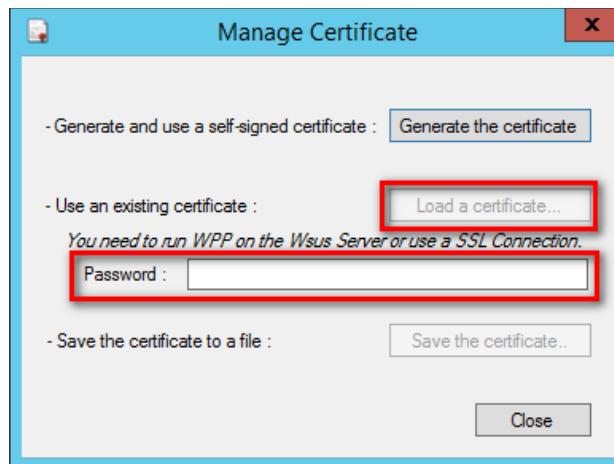 Manage Certificate
x
- Generate and use a self-signed certificate : Generate the certificate
- Use an existing certificate : Load a certificate...
You need to run WPP on the Wsus Server or use a SSL Connection.
Password :
- Save the certificate to a file : Save the certificate..
Close